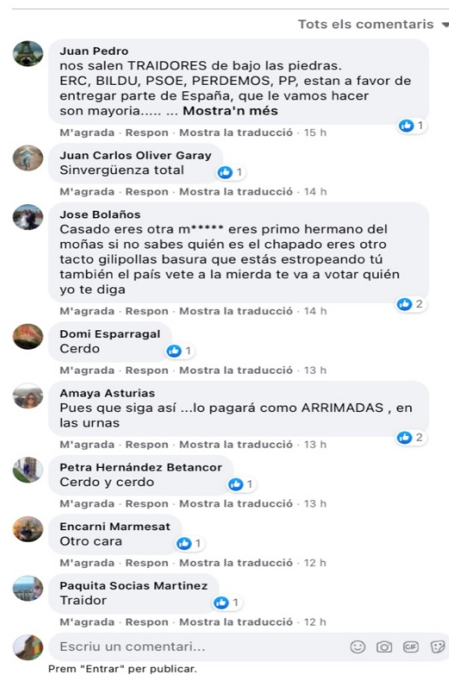 Tots els comentaris
Juan Pedro
nos salen TRAIDORES de bajo las piedras.
ERC, BILDU, PSOE, PERDEMOS, PP, estan a favor de
entregar parte de España, que le vamos hacer
son mayoria..... ... Mostra'n més
1
M'agrada · Respon · Mostra la traducció · 15 h
Juan Carlos Oliver Garay
Sinvergüenza total
1
M'agrada · Respon · Mostra la traducció · 14 h
Jose Bolaños
Casado eres otra m***** eres primo hermano del
moñas si no sabes quién es el chapado eres otro
tacto gilipollas basura que estás estropeando tú
también el país vete a la mierda te va a votar quién
yo te diga
2
M'agrada · Respon · Mostra la traducció · 14 h
Domi Esparragal
Cerdo
1
M'agrada · Respon · Mostra la traducció · 13 h
Amaya Asturias
Pues que siga así ...lo pagará como ARRIMADAS , en
las urnas
2
M'agrada · Respon · Mostra la traducció · 13 h
Petra Hernández Betancor
Cerdo y cerdo
1
M'agrada · Respon · Mostra la traducció · 13 h
Encarni Marmesat
Otro cara
1
M'agrada · Respon · Mostra la traducció · 12 h
Paquita Socias Martinez
Traidor
1
M'agrada · Respon · Mostra la traducció · 12 h
Escriu un comentari...
GIF
Prem "Entrar" per publicar.